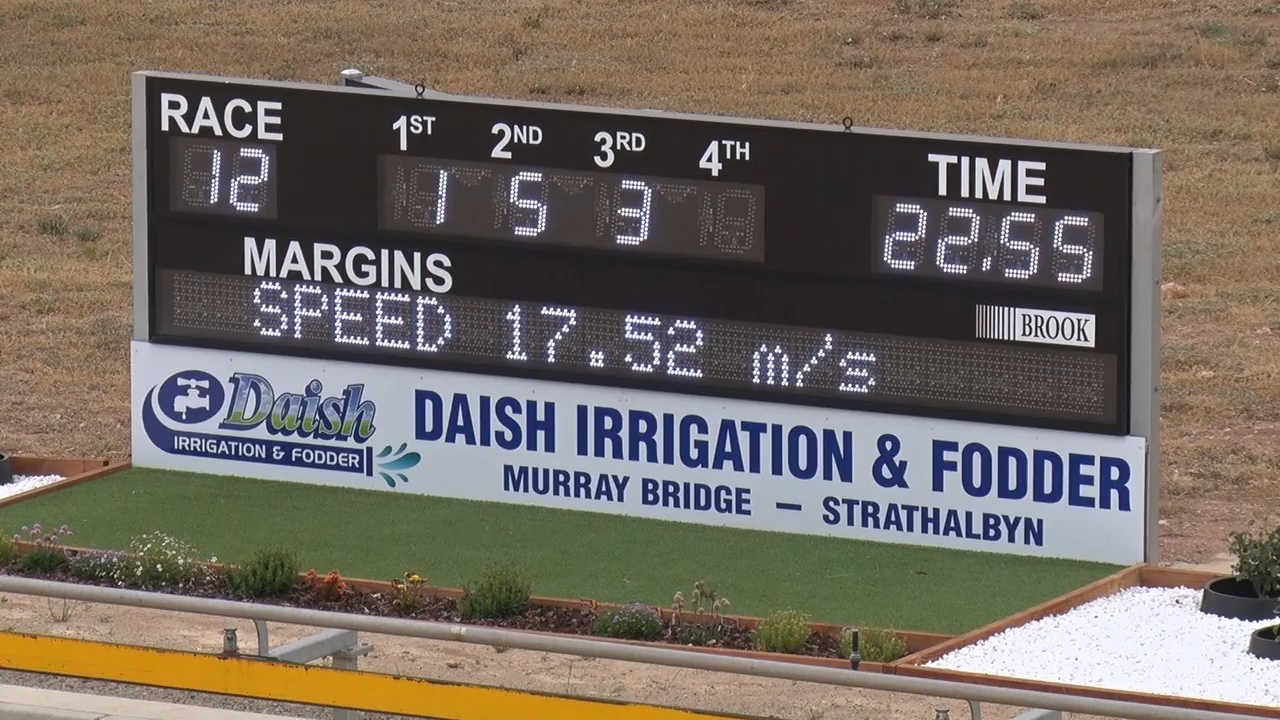 RACE 1ST 2ND 3RD 4TH TIME
12 1 5 3 22.55
MARGINS
SPEED 17.52 m/s
BROOK
Daish
IRRIGATION & FODDER
DAISH IRRIGATION & FODDER
MURRAY BRIDGE — STRATHALBYN